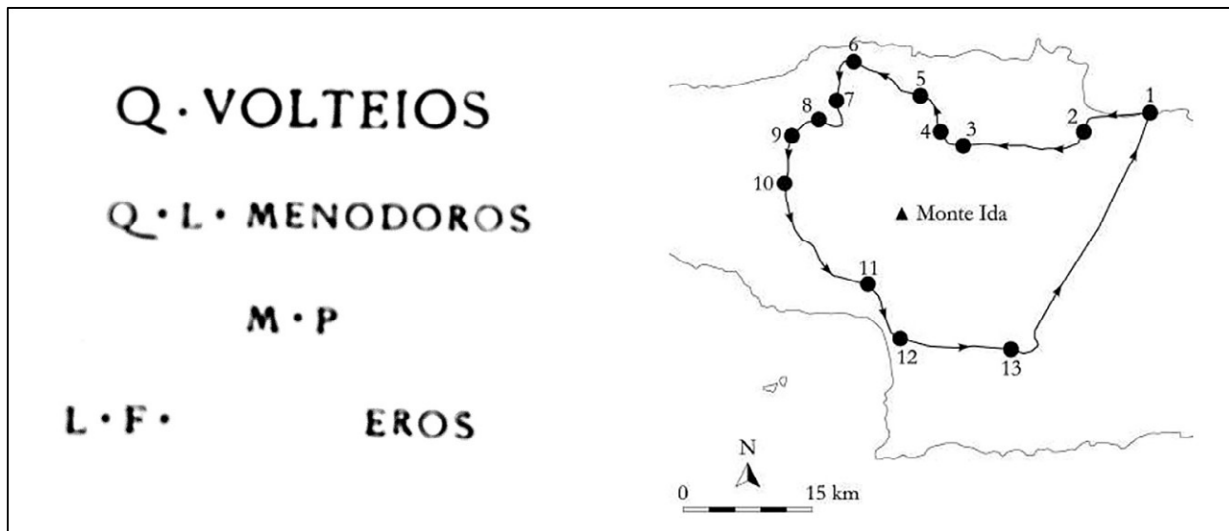 Q · VOLTEIOS
Q · L · MENODOROS
M · P
L · F · EROS
6
5
1
7
2
8
4
3
9
10
▲ Monte Ida
11
12
13
N
0 15 km